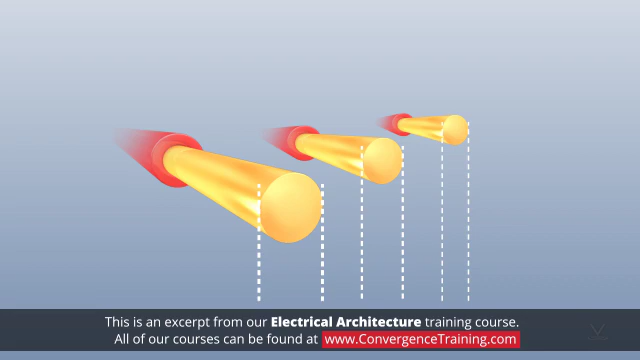 This is an excerpt from our Electrical Architecture training course.
All of our courses can be found at www.ConvergenceTraining.com